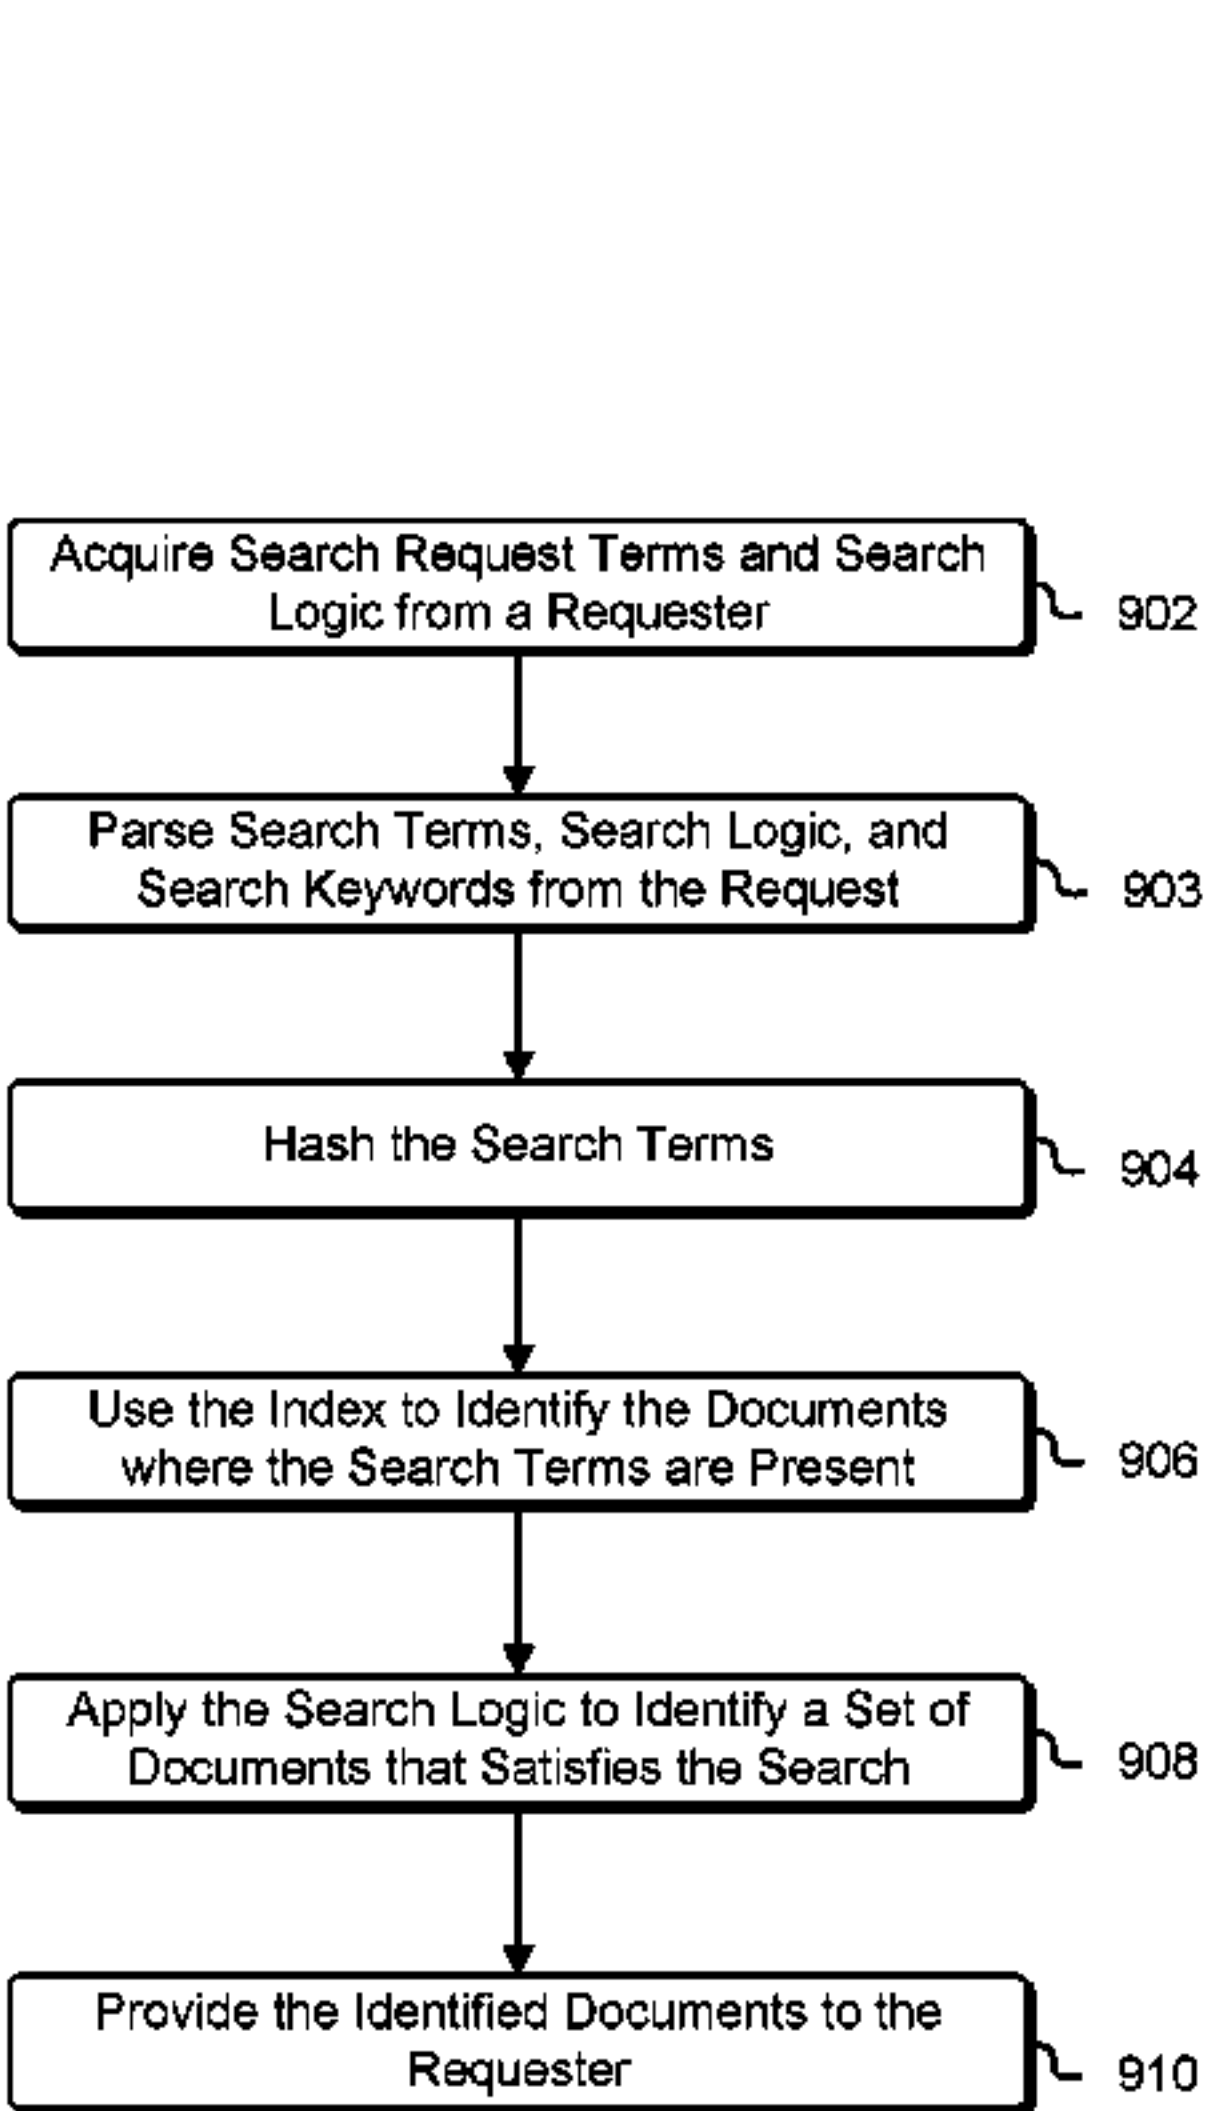 Acquire Search Request Terms and Search
Logic from a Requester
902
Parse Search Terms, Search Logic, and
Search Keywords from the Request
903
Hash the Search Terms
904
Use the Index to Identify the Documents
where the Search Terms are Present
906
Apply the Search Logic to Identify a Set of
Documents that Satisfies the Search
908
Provide the Identified Documents to the
Requester
910